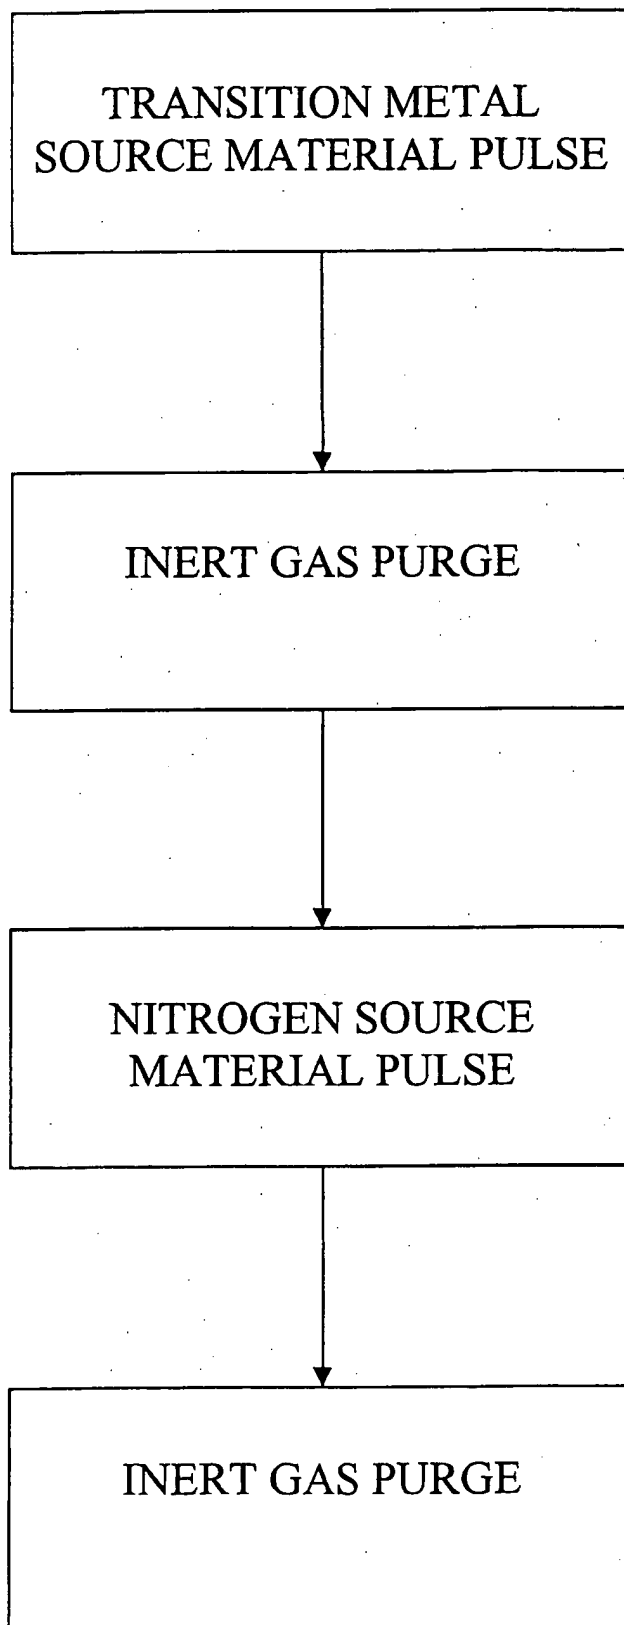 TRANSITION METAL
SOURCE MATERIAL PULSE
INERT GAS PURGE
NITROGEN SOURCE
MATERIAL PULSE
INERT GAS PURGE